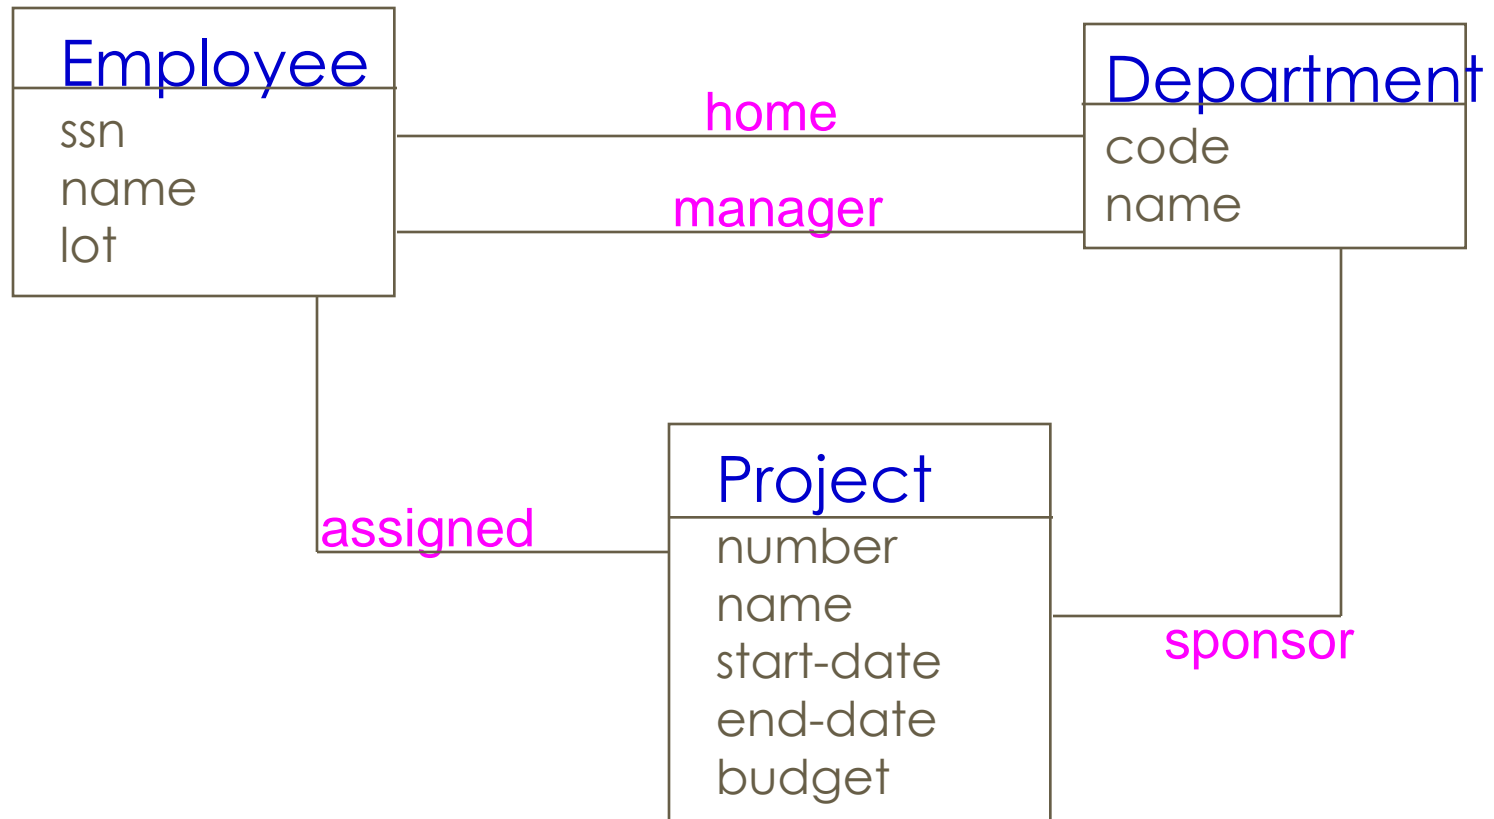 Employee
ssn
name
lot
home
manager
Department
code
name
assigned
Project
number
name
start-date
end-date
budget
sponsor